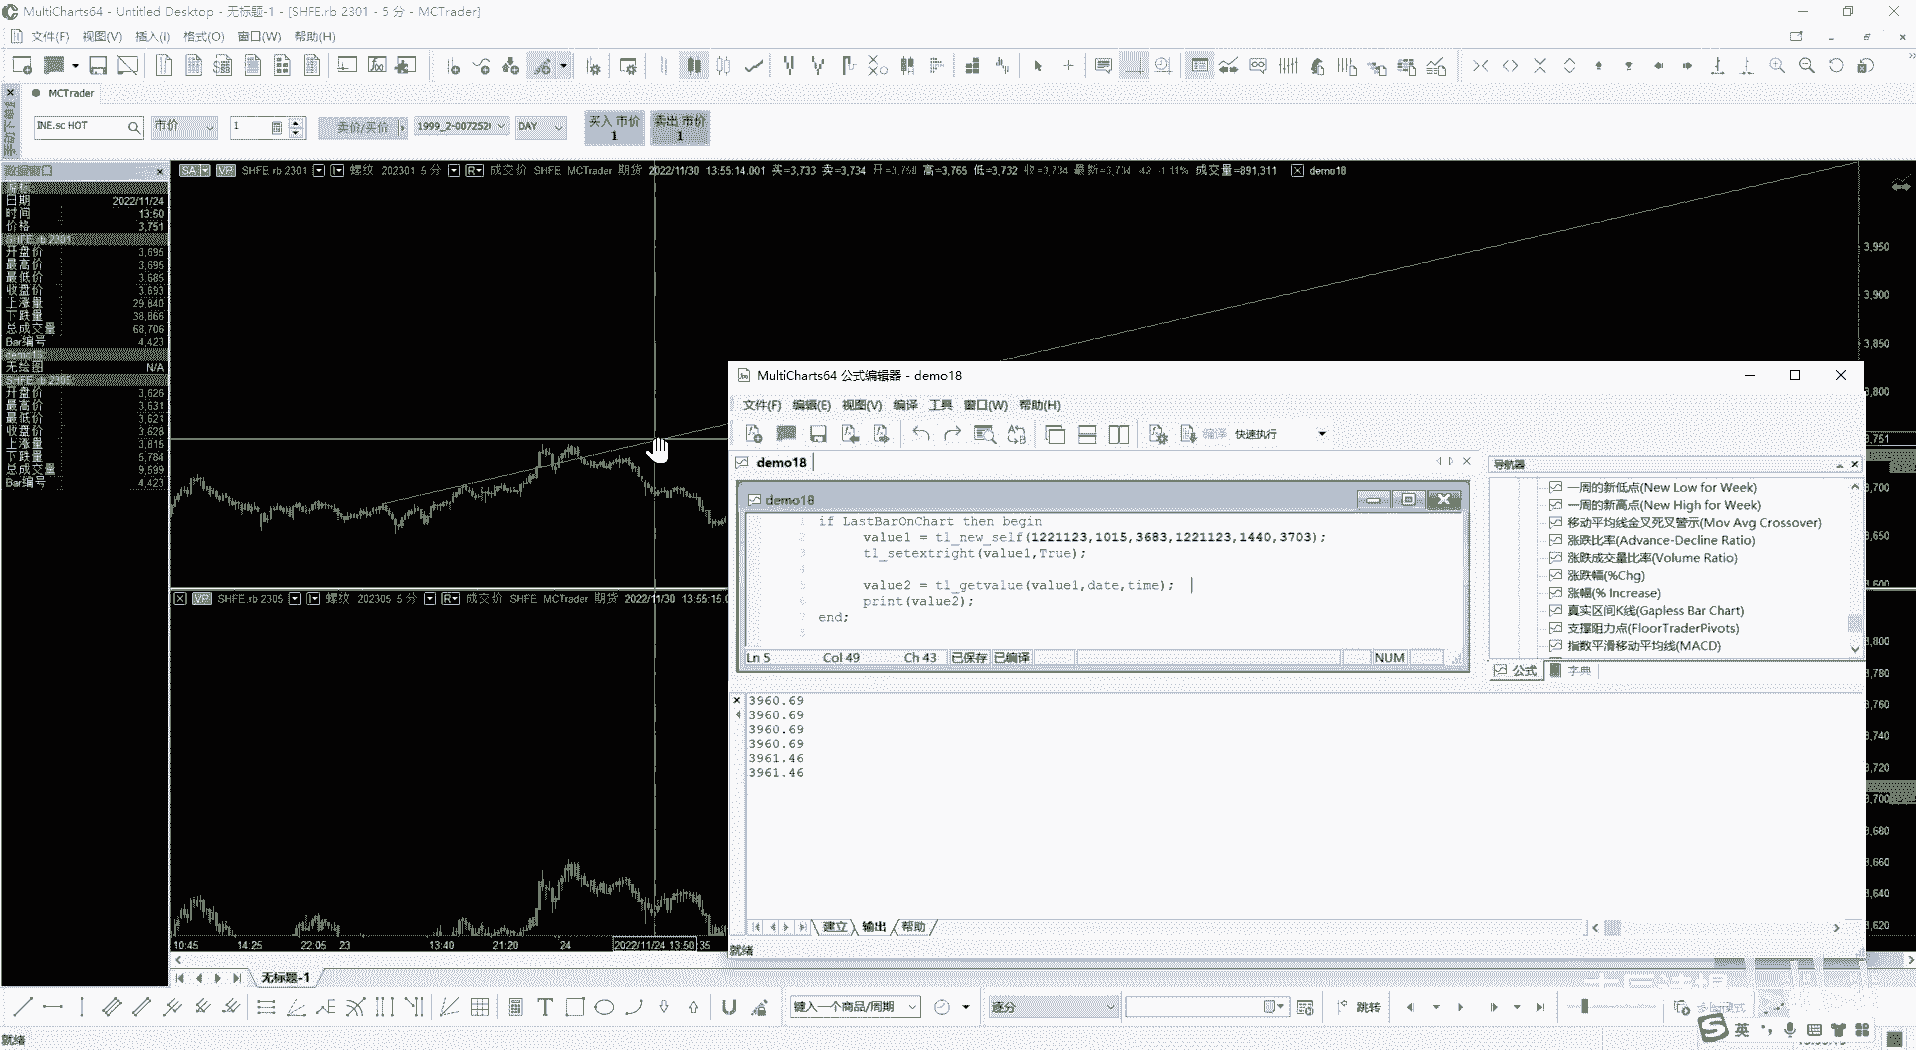 MultiCharts64 - Untitled Desktop - 无标题-1 - [SHFE.rb 2301 - 5 分 - MCTrader]
文件(F) 视图(V) 插入(I) 格式(O) 窗口(W) 帮助(H)
MCTrader
INE.sc HOT 市价 1 卖价/买价 DAY 买入 市价 1 卖出 市价 1
SHFE.rb 2301 螺纹 202301 5 分 成交价 SHFE MCTrader 期货 2022/11/30 13:55:14.001 买=3,733 卖=3,734 高=3,765 低=3,732 成交量=891,311 demo18
日期 2022/11/24
时间 13:50
价格 3,751
SHFE.rb 2301
开盘价 3,695
最高价 3,695
最低价 3,685
收盘价 3,693
上涨量 29,840
下跌量 38,866
总成交量 68,706
Bar编号 4,423
无绘图 N/A
SHFE.rb 2305
开盘价 3,626
最高价 3,631
最低价 3,621
收盘价 3,628
上涨量 3,815
下跌量 5,784
总成交量 9,599
Bar编号 4,423
3,950
3,900
3,850
3,800
3,751
3,700
3,650
3,600
MultiCharts64 公式编辑器 - demo18
文件(F) 编辑(E) 视图(V) 编译 工具 窗口(W) 帮助(H)
编译 快速执行
demo18
demo18
1 if LastBarOnChart then begin
2 value1 = tl_new_self(1221123,1015,3683,1221123,1440,3703);
3 tl_setextright(value1,True);
4
5 value2 = tl_getvalue(value1,date,time);
6 print(value2);
7 end;
8
Ln 5 Col 49 Ch 43 已保存 已编译 NUM
导航器
一周的新低点(New Low for Week)
一周的新高点(New High for Week)
移动平均线金叉死叉警示(Mov Avg Crossover)
涨跌比率(Advance-Decline Ratio)
涨跌成交量比率(Volume Ratio)
涨跌幅(%Chg)
涨幅(% Increase)
真实区间K线(Gapless Bar Chart)
支撑阻力点(FloorTraderPivots)
指数平滑移动平均线(MACD)
公式 字典
3960.69
3960.69
3960.69
3960.69
3961.46
3961.46
建立 输出 帮助
就绪
SHFE.rb 2305 螺纹 202305 5 分 成交价 SHFE MCTrader 期货 2022/11/30 13:55:15.0
3,800
3,780
3,760
3,740
3,720
3,700
3,680
3,660
3,640
3,620
10:45 14:25 22:05 23 13:40 21:20 24 2022/11/24 13:50 :35
无标题-1
键入一个商品/周期 逐分 跳转
就绪
英